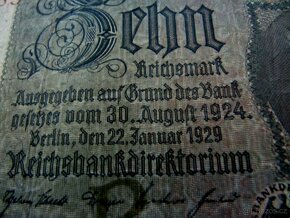 Zehn
Reichsmark
Ausgegeben auf Grund des Bank
gesetzes vom 30. August 1924.
Berlin, den 22. Januar 1929
Reichsbankdirektorium